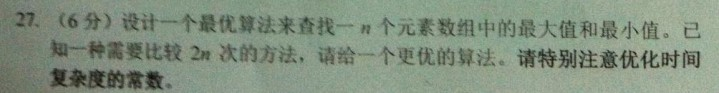 27. （6 分）设计一个最优算法来查找一 n 个元素数组中的最大值和最小值。已
知一种需要比较 2n 次的方法，请给一个更优的算法。请特别注意优化时间
复杂度的常数。